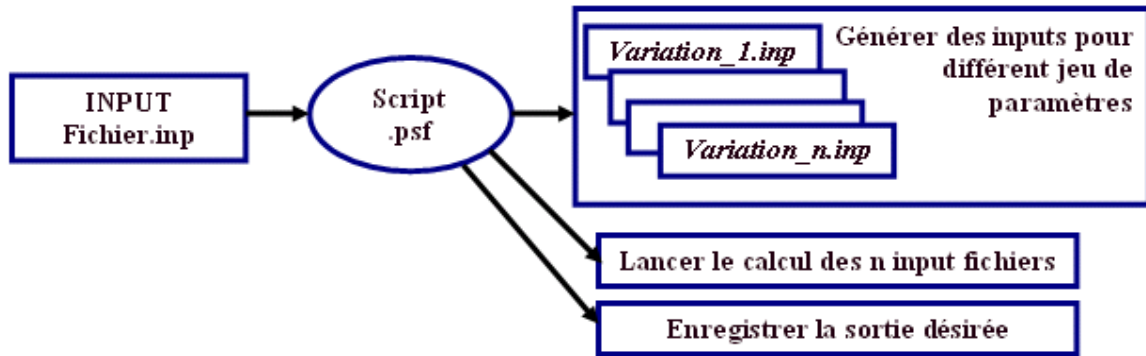 INPUT
Fichier.inp
Script
.psf
Variation_1.inp
Variation_n.inp
Générer des inputs pour
différent jeu de
paramètres
Lancer le calcul des n input fichiers
Enregistrer la sortie désirée